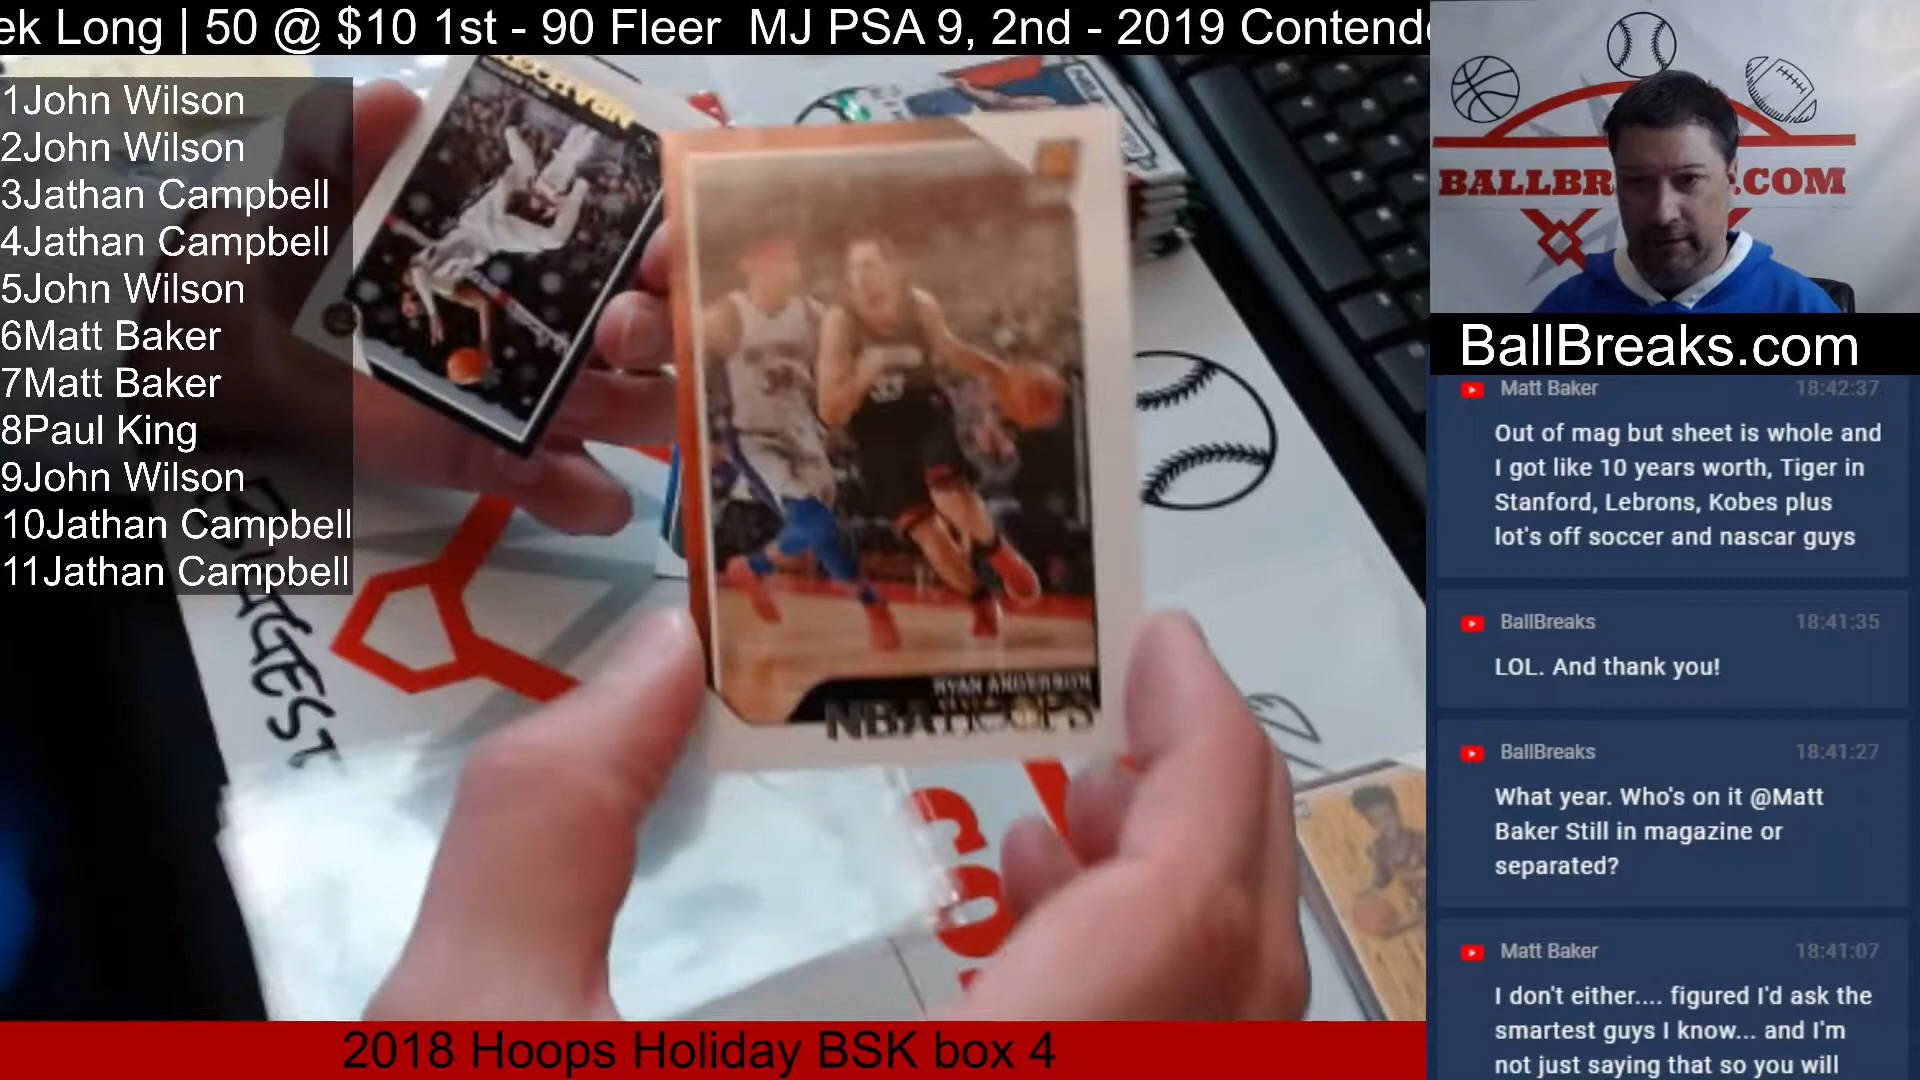 ek Long | 50 @ $10 1st - 90 Fleer MJ PSA 9, 2nd - 2019 Contende
1John Wilson
2John Wilson
3Jathan Campbell
4Jathan Campbell
5John Wilson
6Matt Baker
7Matt Baker
8Paul King
9John Wilson
10Jathan Campbell
11Jathan Campbell
RYAN ANDERSON
NBA HOOPS
2018 Hoops Holiday BSK box 4
BALLBR .COM
BallBreaks.com
Matt Baker 18:42:37
Out of mag but sheet is whole and
I got like 10 years worth, Tiger in
Stanford, Lebrons, Kobes plus
lot's off soccer and nascar guys
BallBreaks 18:41:35
LOL. And thank you!
BallBreaks 18:41:27
What year. Who's on it @Matt
Baker Still in magazine or
separated?
Matt Baker 18:41:07
I don't either.... figured I'd ask the
smartest guys I know... and I'm
not just saying that so you will